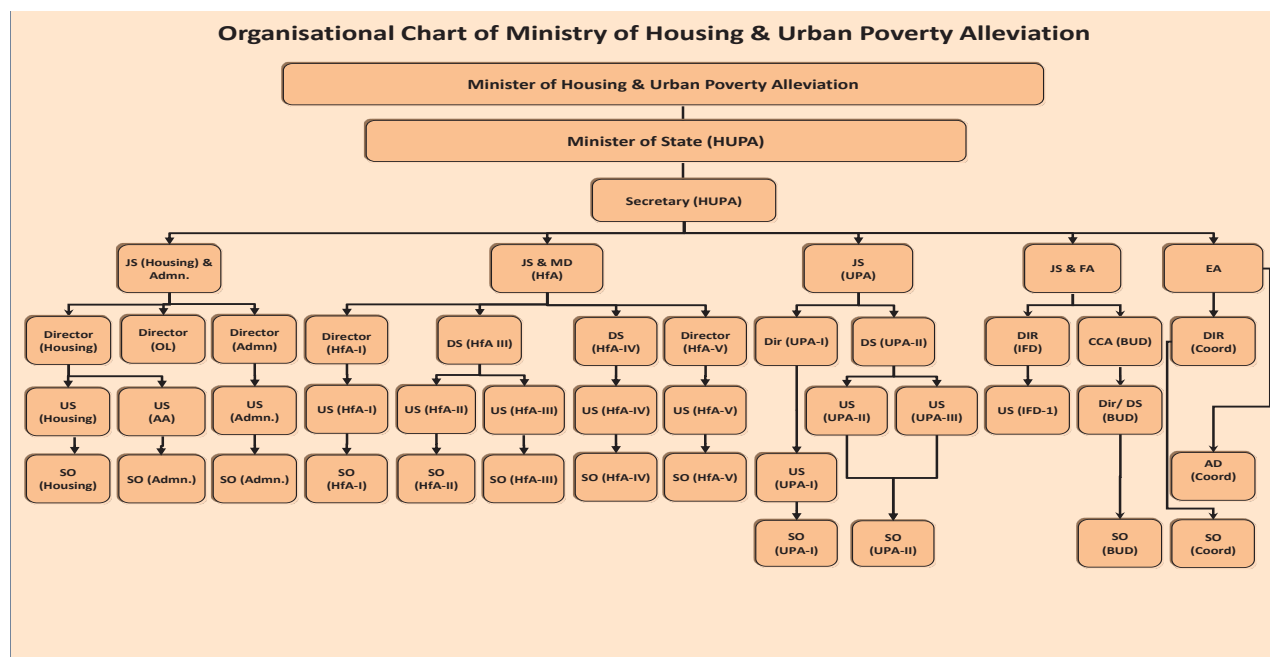 Organisational Chart of Ministry of Housing & Urban Poverty Alleviation
Minister of Housing & Urban Poverty Alleviation
Minister of State (HUPA)
Secretary (HUPA)
JS (Housing) &
Admn.
JS & MD
(HfA)
JS
(UPA)
JS & FA
EA
Director
(Housing)
Director
(OL)
Director
(Admn)
Director
(HfA-I)
DS (HfA III)
DS
(HfA-IV)
Director
(HfA-V)
Dir (UPA-I)
DS (UPA-II)
DIR
(IFD)
CCA (BUD)
DIR
(Coord)
US
(Housing)
US
(AA)
US
(Admn.)
US (HfA-I)
US (HfA-II)
US (HfA-III)
US (HfA-IV)
US (HfA-V)
US
(UPA-II)
US
(UPA-III)
US (IFD-1)
Dir/ DS
(BUD)
SO
(Housing)
SO (Admn.)
SO (Admn.)
SO
(HfA-I)
SO
(HfA-II)
SO (HfA-III)
SO (HfA-IV)
SO (HfA-V)
US
(UPA-I)
AD
(Coord)
SO
(UPA-I)
SO
(UPA-II)
SO
(BUD)
SO
(Coord)